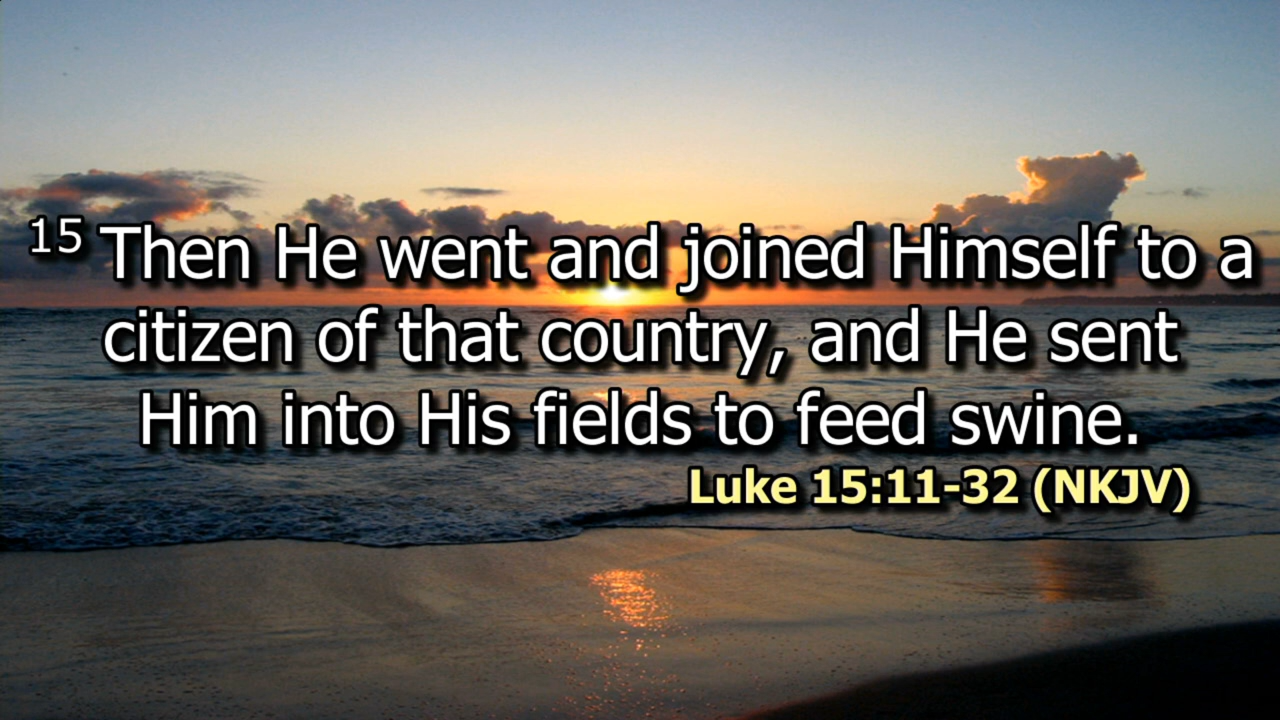 15 Then He went and joined Himself to a
citizen of that country, and He sent
Him into His fields to feed swine.
Luke 15:11-32 (NKJV)